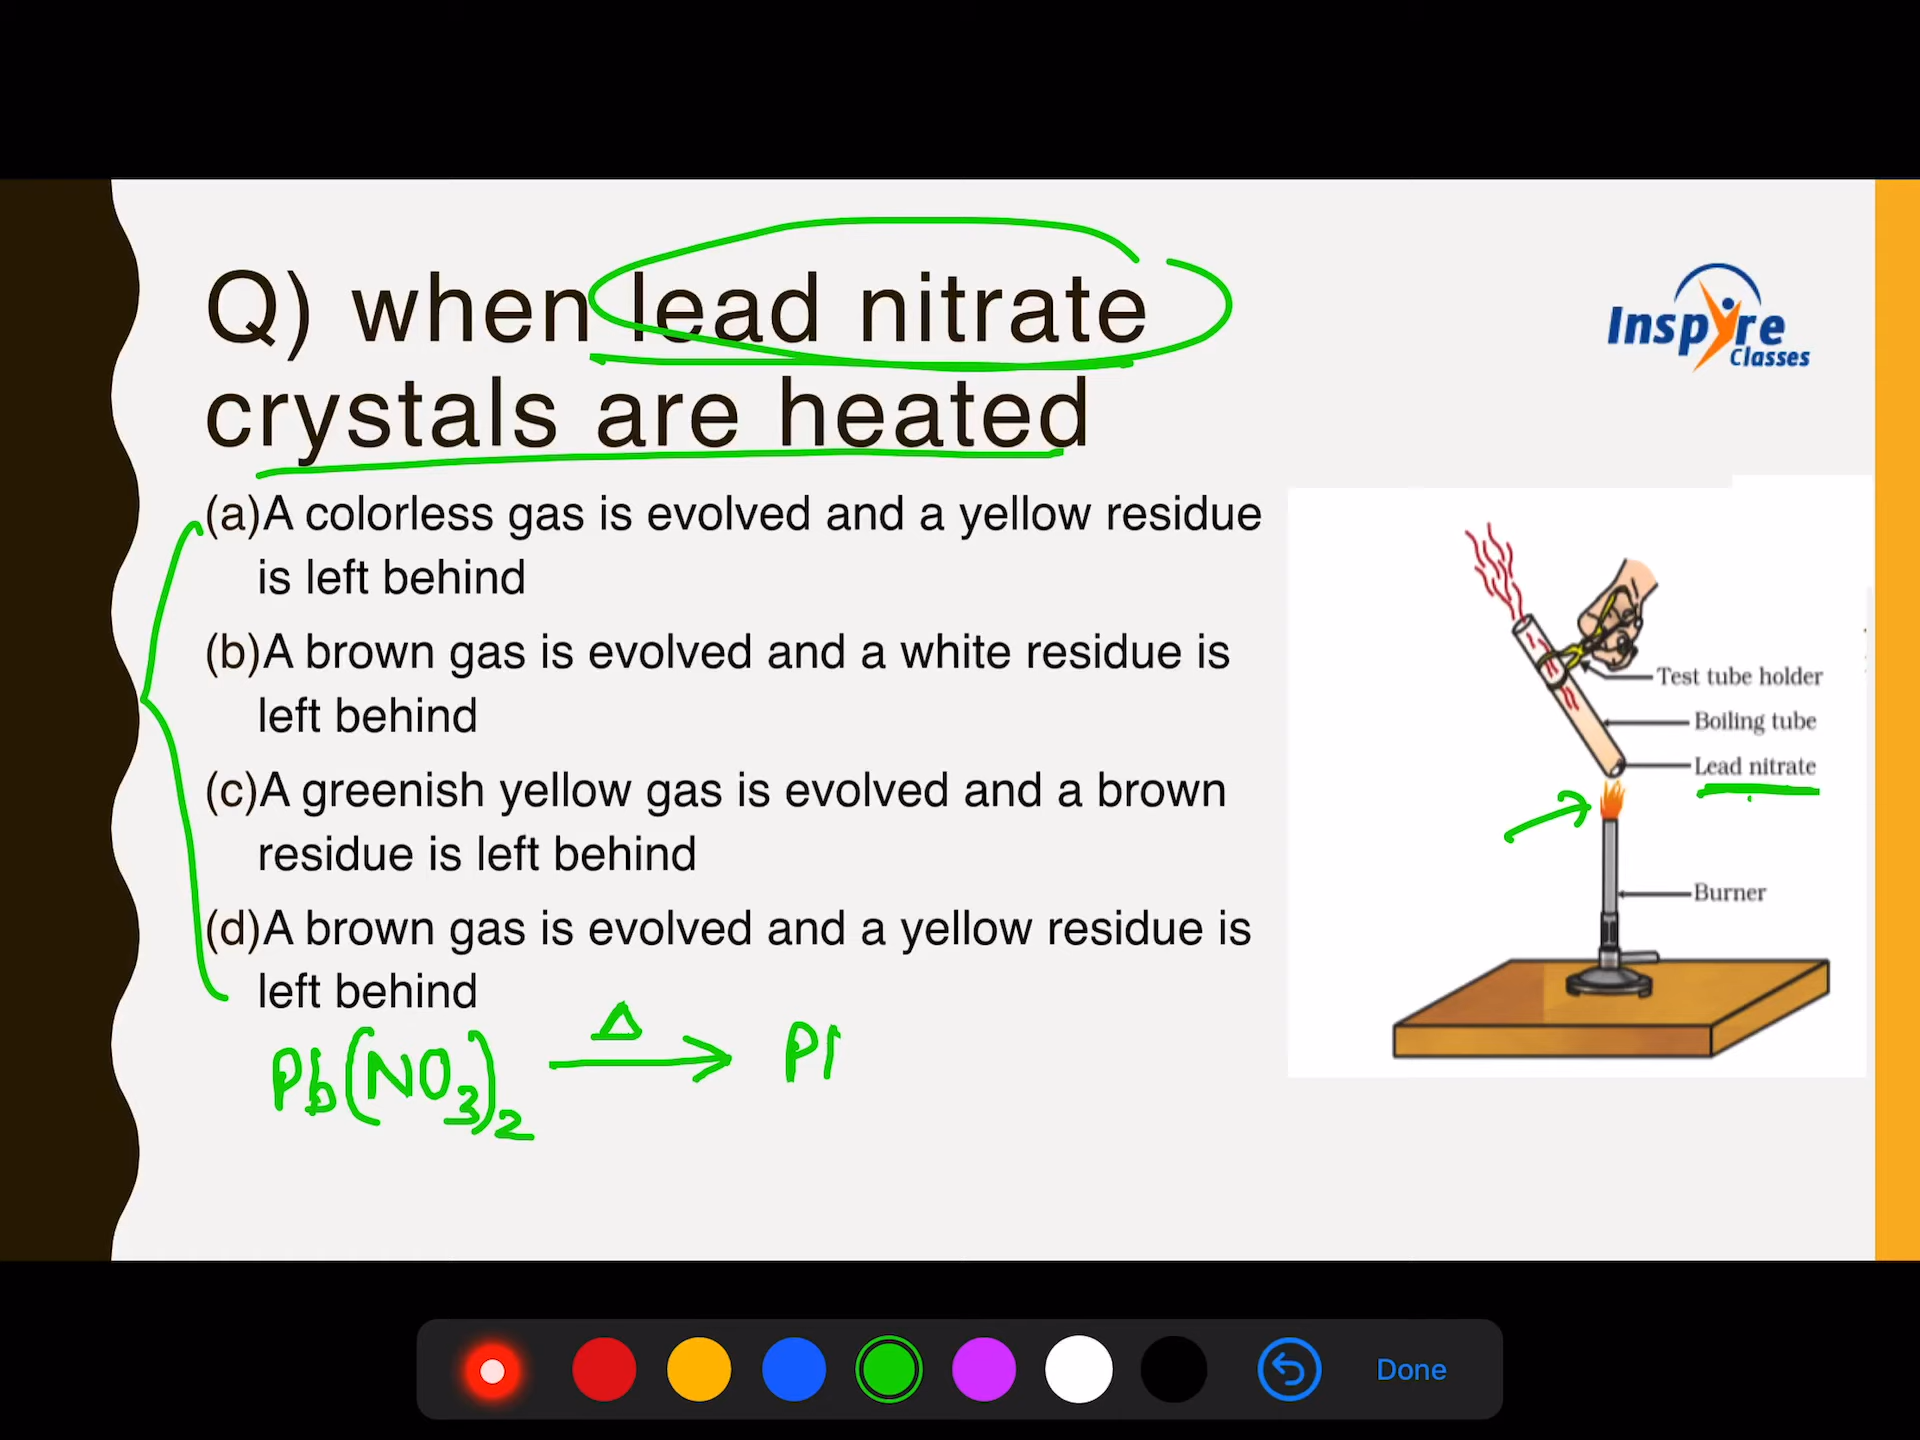 Q) when lead nitrate
crystals are heated
Inspyre
Classes
(a)A colorless gas is evolved and a yellow residue
is left behind
(b)A brown gas is evolved and a white residue is
left behind
(c)A greenish yellow gas is evolved and a brown
residue is left behind
(d)A brown gas is evolved and a yellow residue is
left behind
Pb(NO₃)₂ Δ→ Pl
Test tube holder
Boiling tube
Lead nitrate
Burner
Done